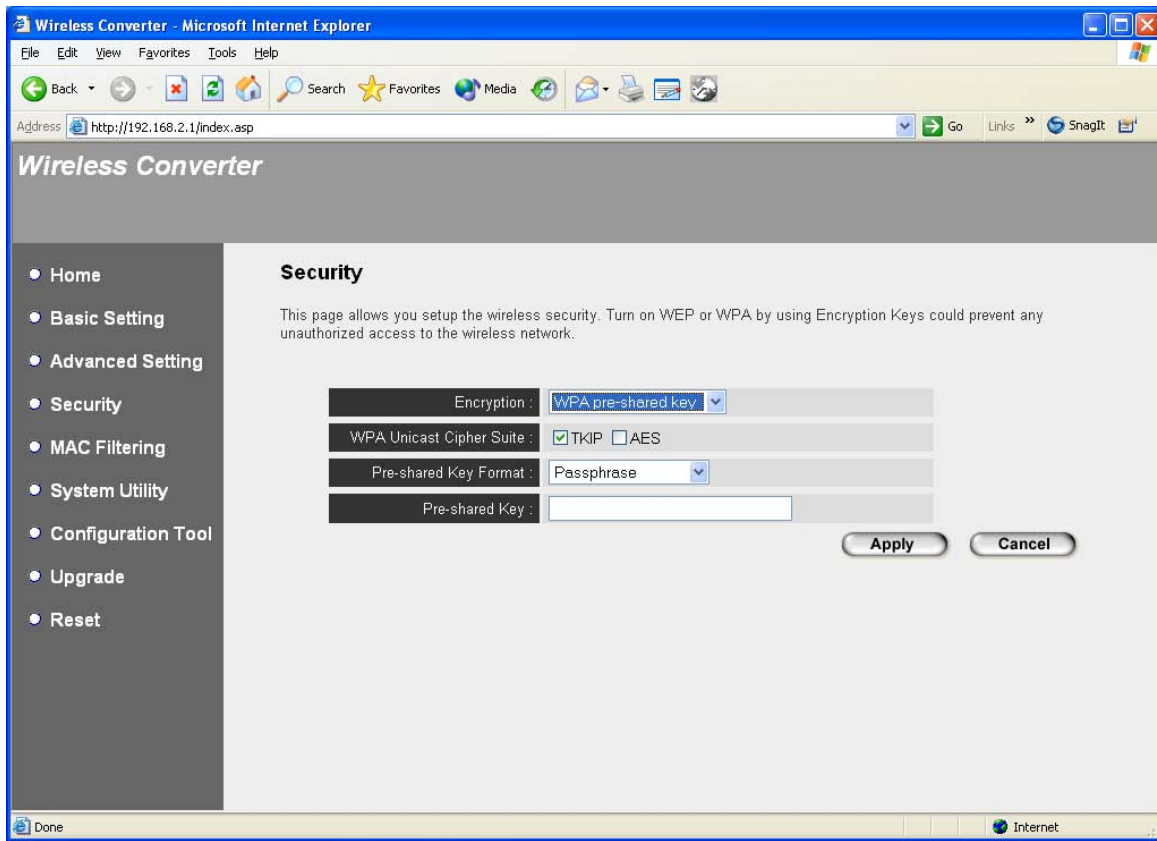 Wireless Converter - Microsoft Internet Explorer
File Edit View Favorites Tools Help
Back Search Favorites Media
Address http://192.168.2.1/index.asp Go Links » SnagIt
Wireless Converter
Home
Basic Setting
Advanced Setting
Security
MAC Filtering
System Utility
Configuration Tool
Upgrade
Reset
Security
This page allows you setup the wireless security. Turn on WEP or WPA by using Encryption Keys could prevent any
unauthorized access to the wireless network.
Encryption : WPA pre-shared key
WPA Unicast Cipher Suite : TKIP AES
Pre-shared Key Format : Passphrase
Pre-shared Key :
Apply Cancel
Done Internet